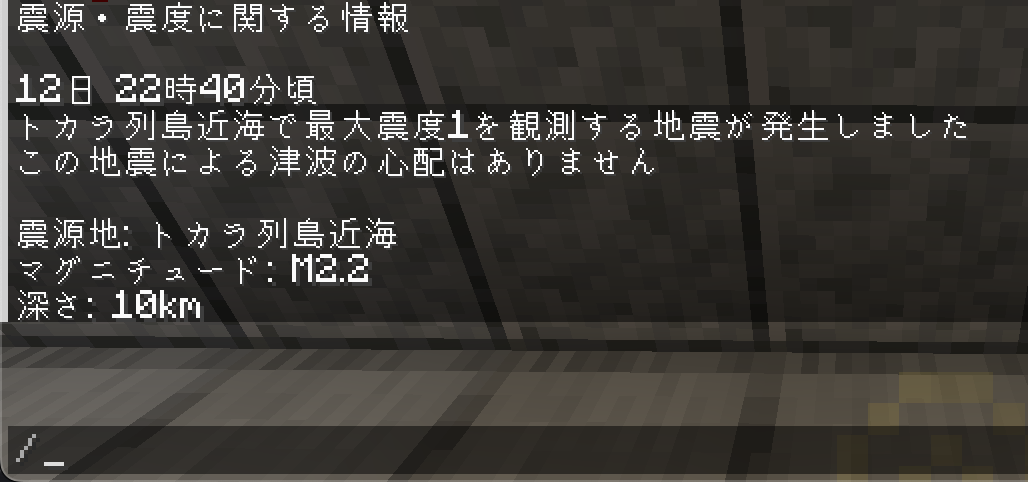 震源・震度に関する情報
12日 22時40分頃
トカラ列島近海で最大震度1を観測する地震が発生しました
この地震による津波の心配はありません
震源地: トカラ列島近海
マグニチュード: M2.2
深さ: 10km
/_